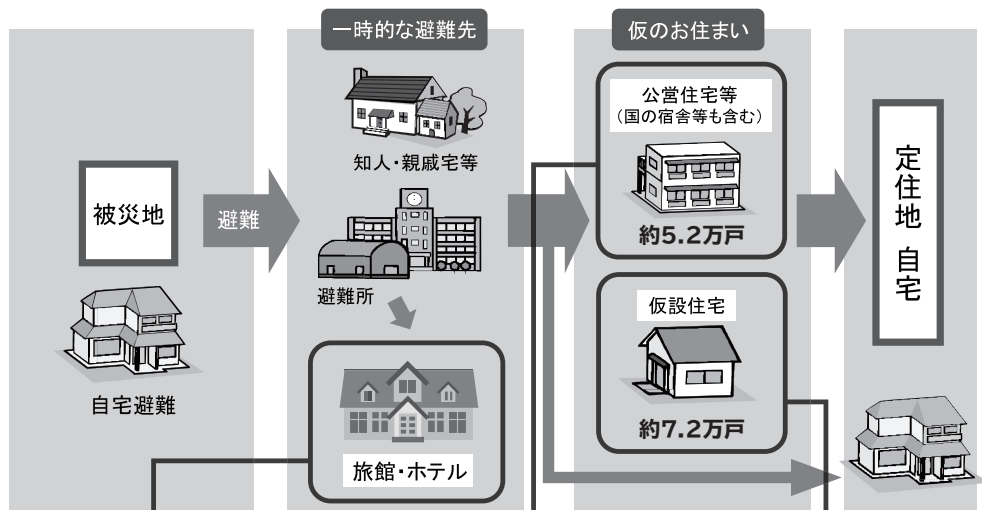 一時的な避難先
仮のお住まい
被災地
自宅避難
避難
知人・親戚宅等
避難所
旅館・ホテル
公営住宅等
（国の宿舎等も含む）
約5.2万戸
仮設住宅
約7.2万戸
定住地 自宅